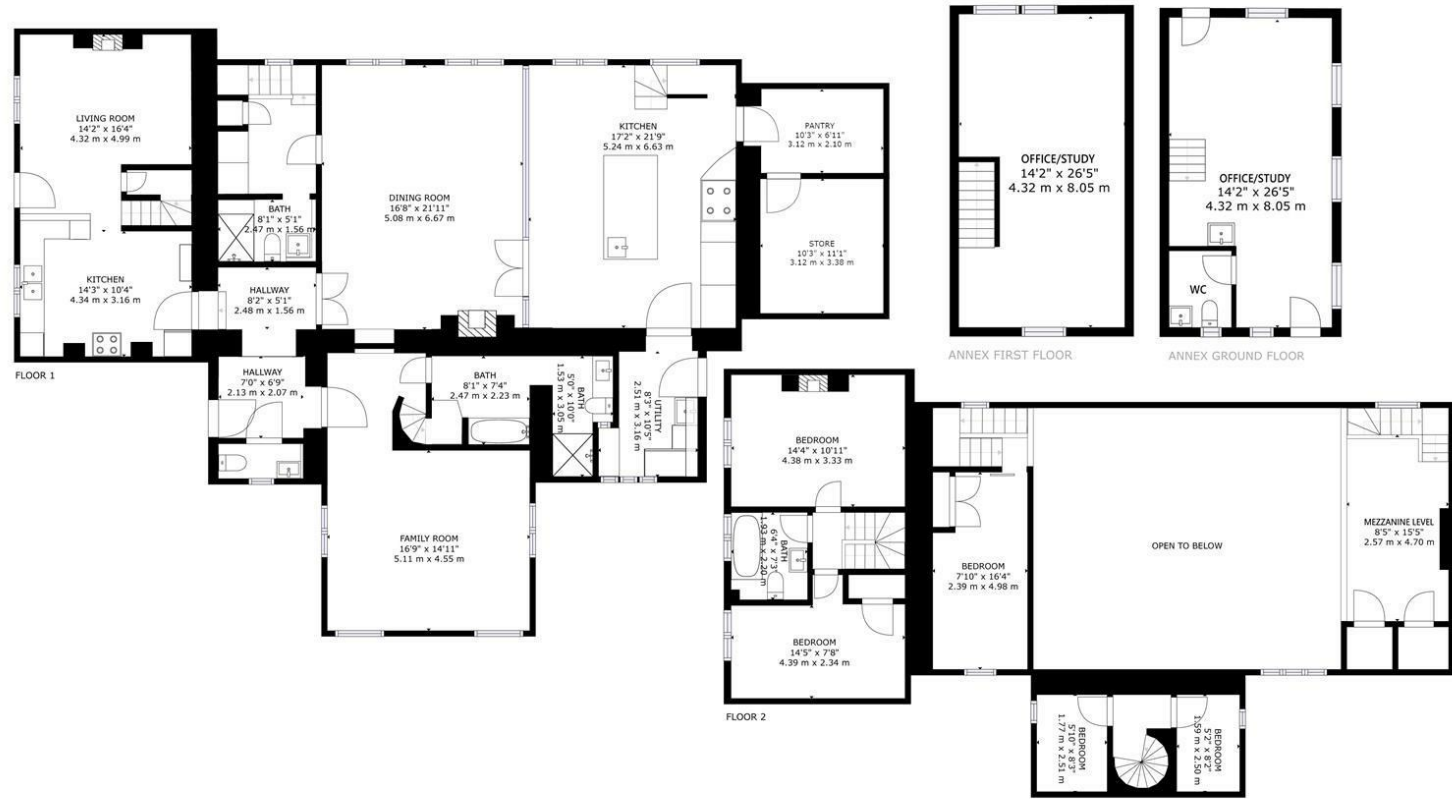 LIVING ROOM
14'2" x 16'4"
4.32 m x 4.99 m
KITCHEN
14'3" x 10'4"
4.34 m x 3.16 m
FLOOR 1
BATH
8'1" x 5'1"
2.47 m x 1.56 m
HALLWAY
8'2" x 5'1"
2.48 m x 1.56 m
HALLWAY
7'0" x 6'9"
2.13 m x 2.07 m
DINING ROOM
16'8" x 21'11"
5.08 m x 6.67 m
KITCHEN
17'2" x 21'9"
5.24 m x 6.63 m
PANTRY
10'3" x 6'11"
3.12 m x 2.10 m
STORE
10'3" x 11'1"
3.12 m x 3.38 m
BATH
8'1" x 7'4"
2.47 m x 2.23 m
BATH
5'0" x 10'0"
1.53 m x 3.05 m
UTILITY
8'3" x 10'5"
2.51 m x 3.16 m
FAMILY ROOM
16'9" x 14'11"
5.11 m x 4.55 m
OFFICE/STUDY
14'2" x 26'5"
4.32 m x 8.05 m
ANNEX FIRST FLOOR
OFFICE/STUDY
14'2" x 26'5"
4.32 m x 8.05 m
WC
ANNEX GROUND FLOOR
BEDROOM
14'4" x 10'11"
4.38 m x 3.33 m
BATH
6'4" x 7'3"
1.93 m x 2.20 m
BEDROOM
14'5" x 7'8"
4.39 m x 2.34 m
FLOOR 2
BEDROOM
7'10" x 16'4"
2.39 m x 4.98 m
OPEN TO BELOW
MEZZANINE LEVEL
8'5" x 15'5"
2.57 m x 4.70 m
BEDROOM
5'10" x 8'3"
1.77 m x 2.51 m
BEDROOM
5'2" x 8'2"
1.59 m x 2.50 m